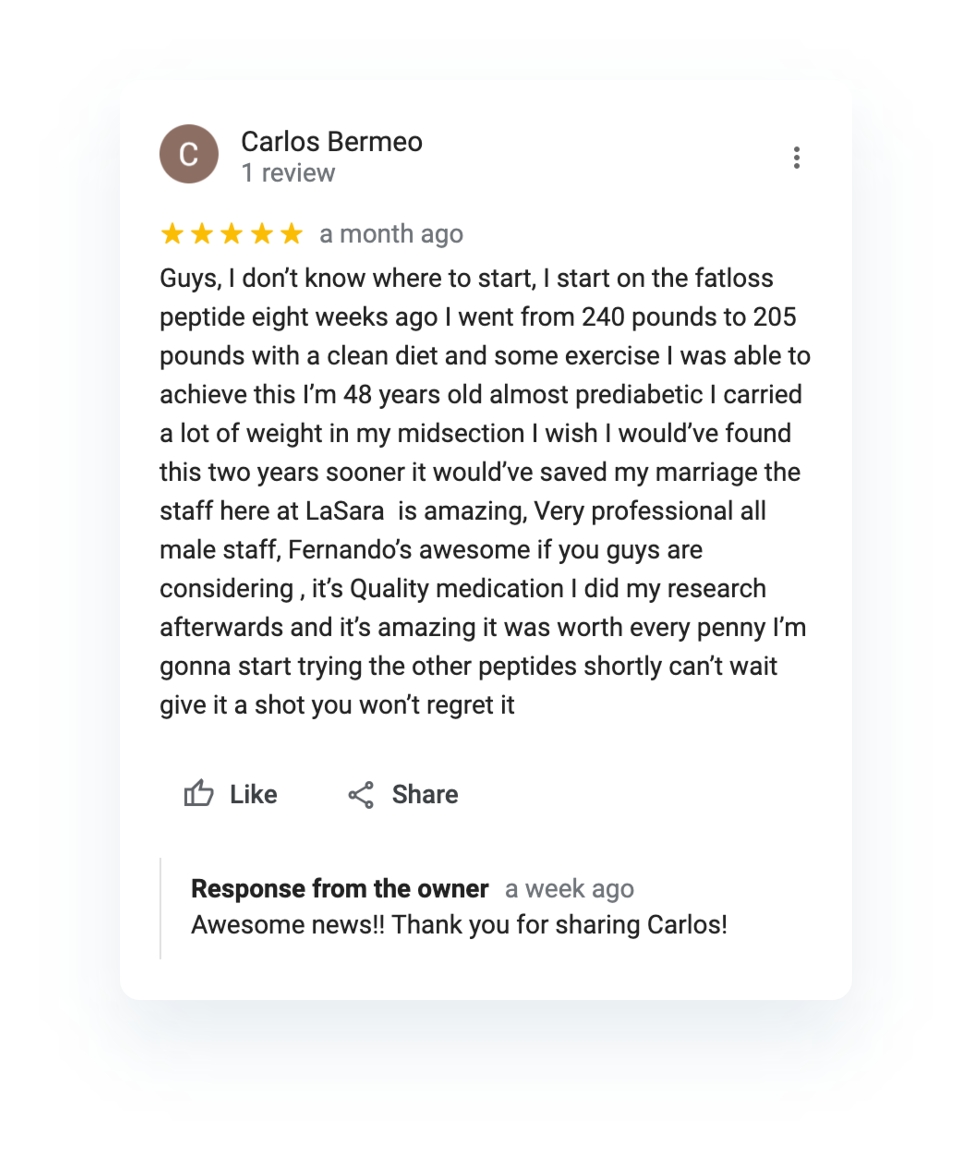 C
Carlos Bermeo
1 review
a month ago
Guys, I don’t know where to start, I start on the fatloss
peptide eight weeks ago I went from 240 pounds to 205
pounds with a clean diet and some exercise I was able to
achieve this I’m 48 years old almost prediabetic I carried
a lot of weight in my midsection I wish I would’ve found
this two years sooner it would’ve saved my marriage the
staff here at LaSara  is amazing, Very professional all
male staff, Fernando’s awesome if you guys are
considering , it’s Quality medication I did my research
afterwards and it’s amazing it was worth every penny I’m
gonna start trying the other peptides shortly can’t wait
give it a shot you won’t regret it
Like Share
Response from the owner a week ago
Awesome news!! Thank you for sharing Carlos!